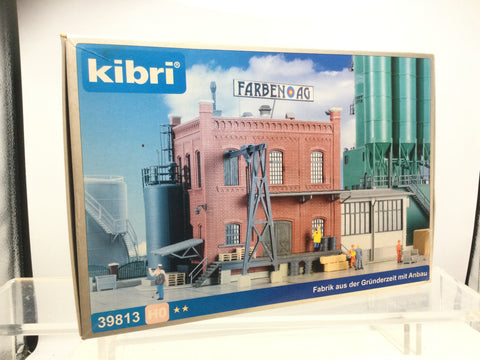 kibri®
FARBEN AG
Fabrik aus der Gründerzeit mit Anbau
39813 H0 ★★